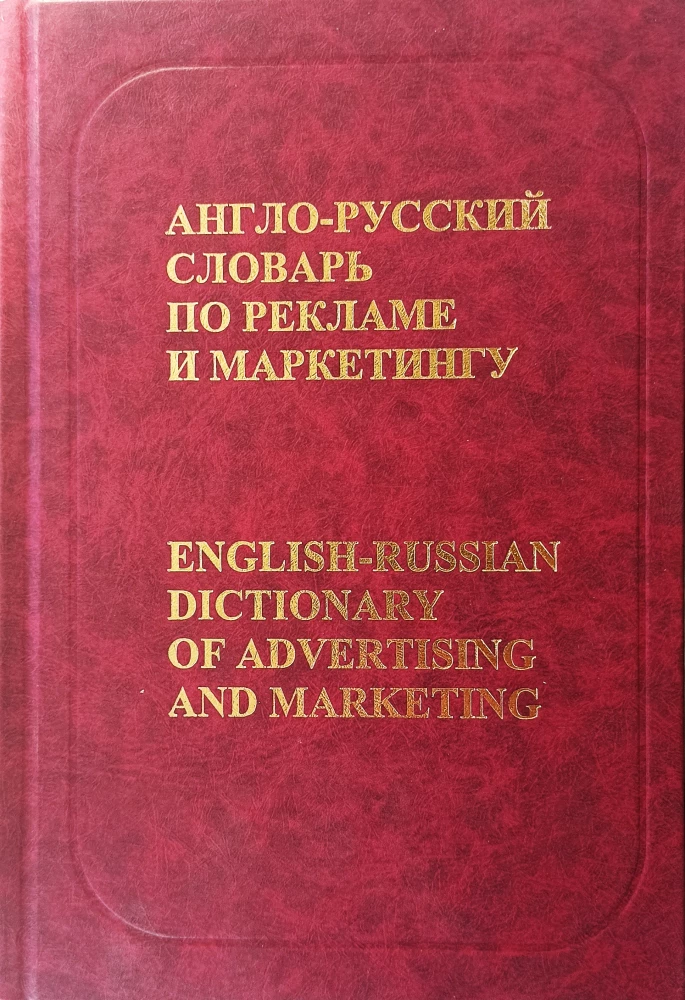 АНГЛО-РУССКИЙ
СЛОВАРЬ
ПО РЕКЛАМЕ
И МАРКЕТИНГУ
ENGLISH-RUSSIAN
DICTIONARY
OF ADVERTISING
AND MARKETING